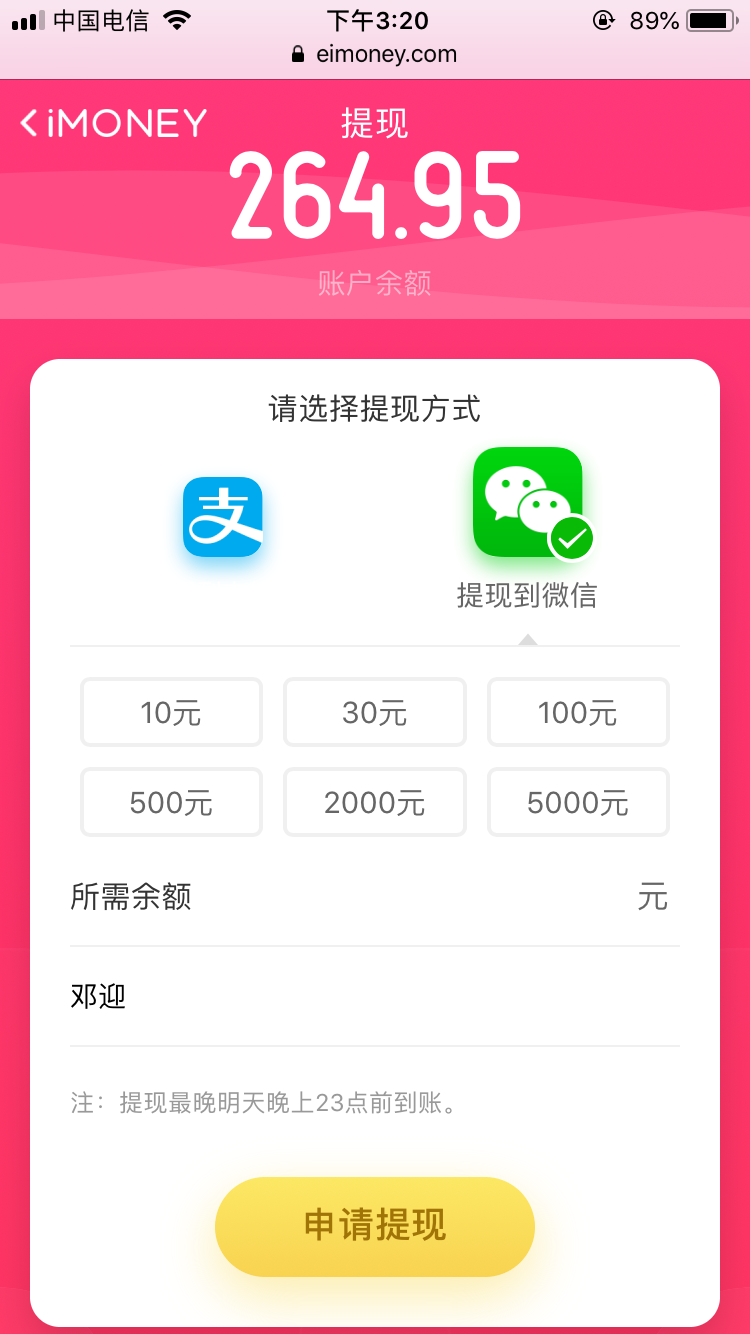 中国电信 下午3:20 89%
eimoney.com
iMONEY 提现
264.95
账户余额
请选择提现方式
支
提现到微信
10元 30元 100元
500元 2000元 5000元
所需余额 元
邓迎
注：提现最晚明天晚上23点前到账。
申请提现